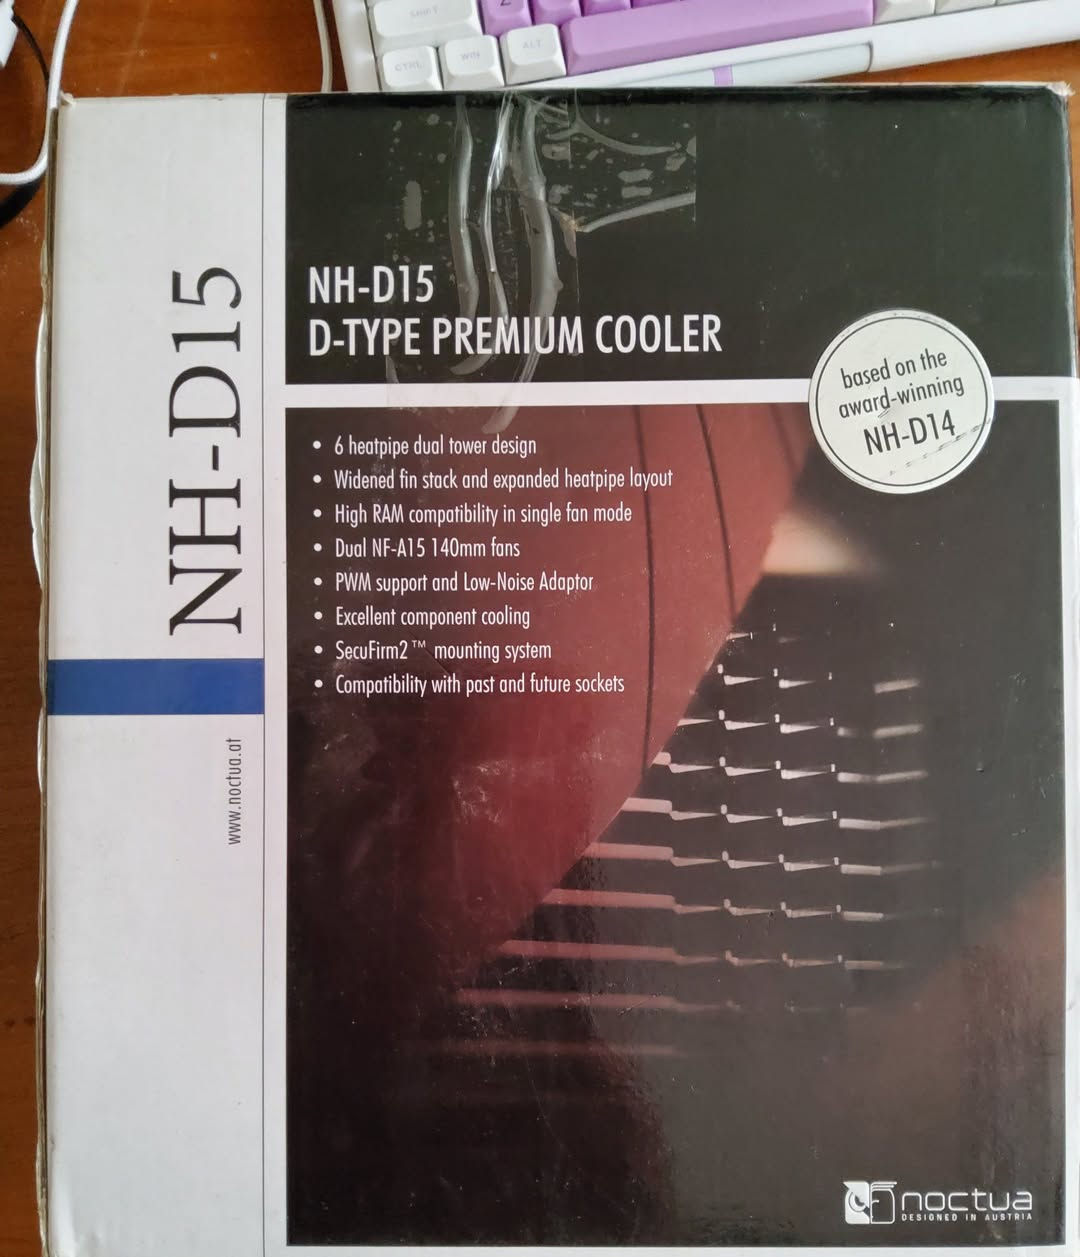 SHIFT
Z
CTRL
WIN
ALT
NH-D15
www.noctua.at
NH-D15
D-TYPE PREMIUM COOLER
based on the
award-winning
NH-D14
• 6 heatpipe dual tower design
• Widened fin stack and expanded heatpipe layout
• High RAM compatibility in single fan mode
• Dual NF-A15 140mm fans
• PWM support and Low-Noise Adaptor
• Excellent component cooling
• SecuFirm2™ mounting system
• Compatibility with past and future sockets
noctua
DESIGNED IN AUSTRIA